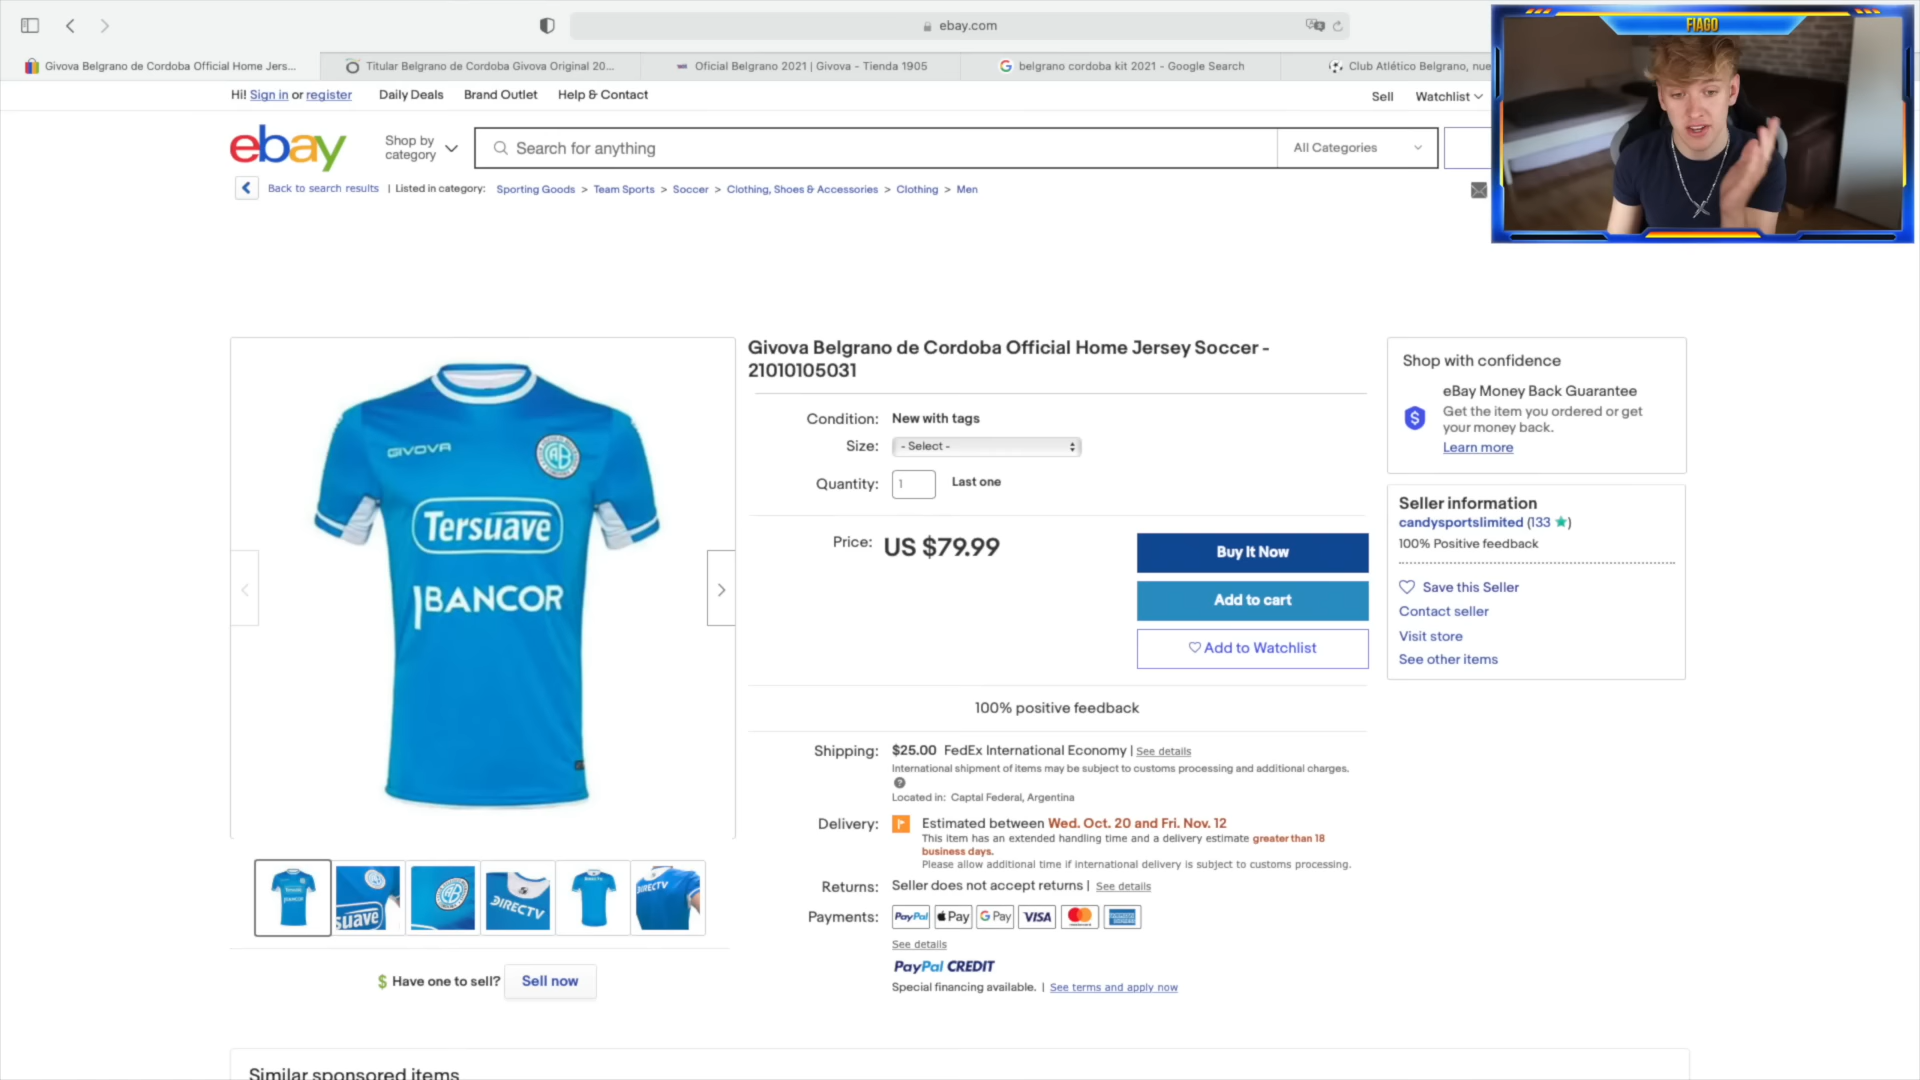 ebay.com
Givova Belgrano de Cordoba Official Home Jers...
Titular Belgrano de Cordoba Givova Original 20...
Oficial Belgrano 2021 | Givova - Tienda 1905
belgrano cordoba kit 2021 - Google Search
Club Atlético Belgrano, nue
FIAGO
Hi! Sign in or register
Daily Deals
Brand Outlet
Help & Contact
Sell
Watchlist
ebay
Shop by category
Search for anything
All Categories
Back to search results | Listed in category: Sporting Goods > Team Sports > Soccer > Clothing, Shoes & Accessories > Clothing > Men
GIVOVA
Tersuave
BANCOR
suave
DIRECTV
DIRECTV
$ Have one to sell? Sell now
Givova Belgrano de Cordoba Official Home Jersey Soccer -
21010105031
Condition: New with tags
Size: - Select -
Quantity: 1 Last one
Price: US $79.99
Buy It Now
Add to cart
Add to Watchlist
100% positive feedback
Shipping: $25.00 FedEx International Economy | See details
International shipment of items may be subject to customs processing and additional charges.
Located in: Captal Federal, Argentina
Delivery: Estimated between Wed. Oct. 20 and Fri. Nov. 12
This item has an extended handling time and a delivery estimate greater than 18
business days.
Please allow additional time if international delivery is subject to customs processing.
Returns: Seller does not accept returns | See details
Payments: PayPal Pay G Pay VISA
See details
PayPal CREDIT
Special financing available. | See terms and apply now
Shop with confidence
eBay Money Back Guarantee
Get the item you ordered or get
your money back.
Learn more
Seller information
candysportslimited (133 )
100% Positive feedback
Save this Seller
Contact seller
Visit store
See other items
Similar sponsored items